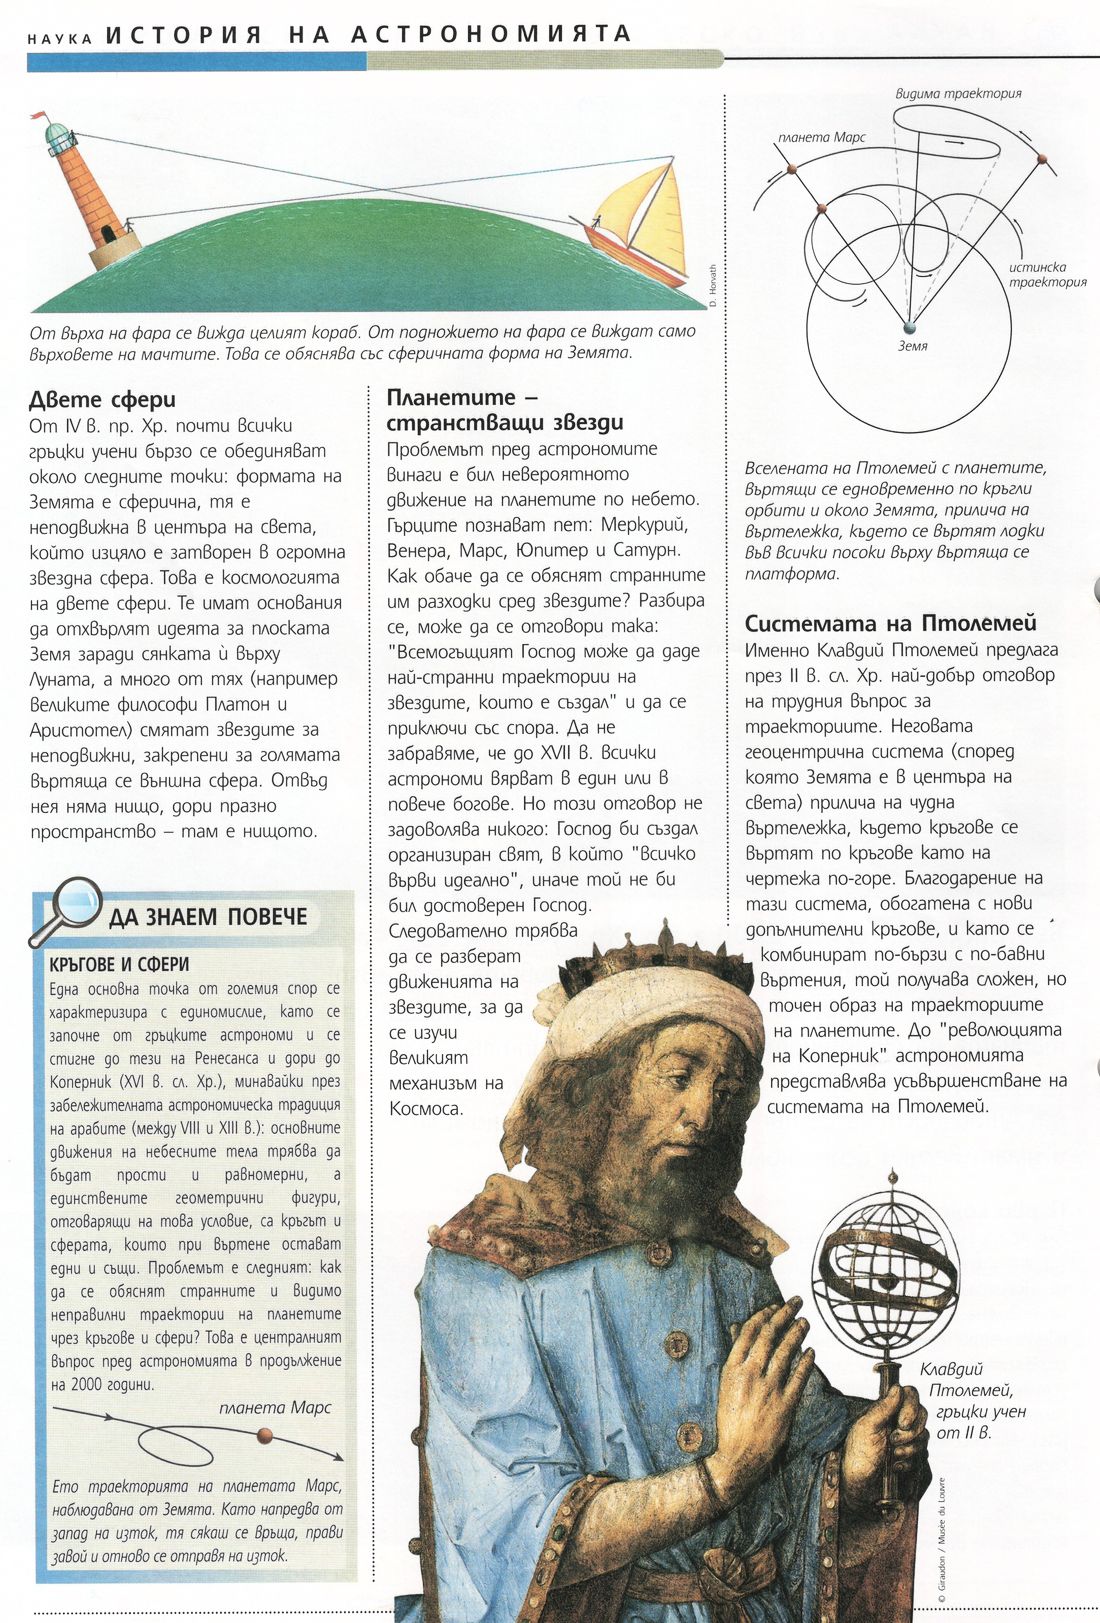 НАУКА ИСТОРИЯ НА АСТРОНОМИЯТА
D. Horvath
От върха на фара се вижда целият кораб. От подножието на фара се виждат само
върховете на мачтите. Това се обяснява със сферичната форма на Земята.
видима траектория
планета Марс
истинска
траектория
Земя
Вселената на Птолемей с планетите,
въртящи се едновременно по кръгли
орбити и около Земята, прилича на
въртележка, където се въртят лодки
във всички посоки върху въртяща се
платформа.
Двете сфери
От IV в. пр. Хр. почти всички
гръцки учени бързо се обединяват
около следните точки: формата на
Земята е сферична, тя е
неподвижна в центъра на света,
който изцяло е затворен в огромна
звездна сфера. Това е космологията
на двете сфери. Те имат основания
да отхвърлят идеята за плоската
Земя заради сянката ѝ върху
Луната, а много от тях (например
великите философи Платон и
Аристотел) смятат звездите за
неподвижни, закрепени за голямата
въртяща се външна сфера. Отвъд
нея няма нищо, дори празно
пространство – там е нищото.
ДА ЗНАЕМ ПОВЕЧЕ
КРЪГОВЕ И СФЕРИ
Една основна точка от големия спор се
характеризира с единомислие, като се
започне от гръцките астрономи и се
стигне до тези на Ренесанса и дори до
Коперник (XVI в. сл. Хр.), минавайки през
забележителната астрономическа традиция
на арабите (между VIII и XIII в.): основните
движения на небесните тела трябва да
бъдат прости и равномерни, а
единствените геометрични фигури,
отговарящи на това условие, са кръгът и
сферата, които при въртене остават
едни и същи. Проблемът е следният: как
да се обяснят странните и видимо
неправилни траектории на планетите
чрез кръгове и сфери? Това е централният
въпрос пред астрономията в продължение
на 2000 години.
планета Марс
Ето траекторията на планетата Марс,
наблюдавана от Земята. Като напредва от
запад на изток, тя сякаш се връща, прави
завой и отново се отправя на изток.
Планетите –
странстващи звезди
Проблемът пред астрономите
винаги е бил невероятното
движение на планетите по небето.
Гърците познават пет: Меркурий,
Венера, Марс, Юпитер и Сатурн.
Как обаче да се обяснят странните
им разходки сред звездите? Разбира
се, може да се отговори така:
"Всемогъщият Господ може да даде
най-странни траектории на
звездите, които е създал" и да се
приключи със спора. Да не
забравяме, че до XVII в. всички
астрономи вярват в един или в
повече богове. Но този отговор не
задоволява никого: Господ би създал
организиран свят, в който "всичко
върви идеално", иначе той не би
бил достоверен Господ.
Следователно трябва
да се разберат
движенията на
звездите, за да
се изучи
великият
механизъм на
Космоса.
Системата на Птолемей
Именно Клавдий Птолемей предлага
през II в. сл. Хр. най-добър отговор
на трудния въпрос за
траекториите. Неговата
геоцентрична система (според
която Земята е в центъра на
света) прилича на чудна
въртележка, където кръгове се
въртят по кръгове като на
чертежа по-горе. Благодарение на
тази система, обогатена с нови
допълнителни кръгове, и като се
комбинират по-бързи с по-бавни
въртения, той получава сложен, но
точен образ на траекториите
на планетите. До "революцията
на Коперник" астрономията
представлява усъвършенстване на
системата на Птолемей.
Клавдий
Птолемей,
гръцки учен
от II в.
© Giraudon / Musée du Louvre